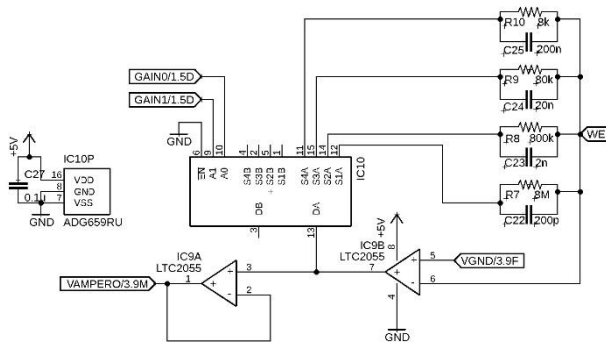 R10 8k
C25 200n
GAIN0/1.5D
R9 80k
C24 20n
GAIN1/1.5D
+5V
GND
R8 800k
WE
C23 2n
6 9 10 4 2 5 1 11 15 14 12
IC10P
C27
16 VDD
8 GND
7 VSS
0.1u
GND
ADG659RU
EN A1 A0 S4B S3B S2B S1B S4A S3A S2A S1A
IC10
DB DA
3 13
R7 8M
C22 200p
+5V
IC9A
LTC2055
IC9B
LTC2055
8
VAMPERO/3.9M
1 3 2
7 5 6
VGND/3.9F
4
GND